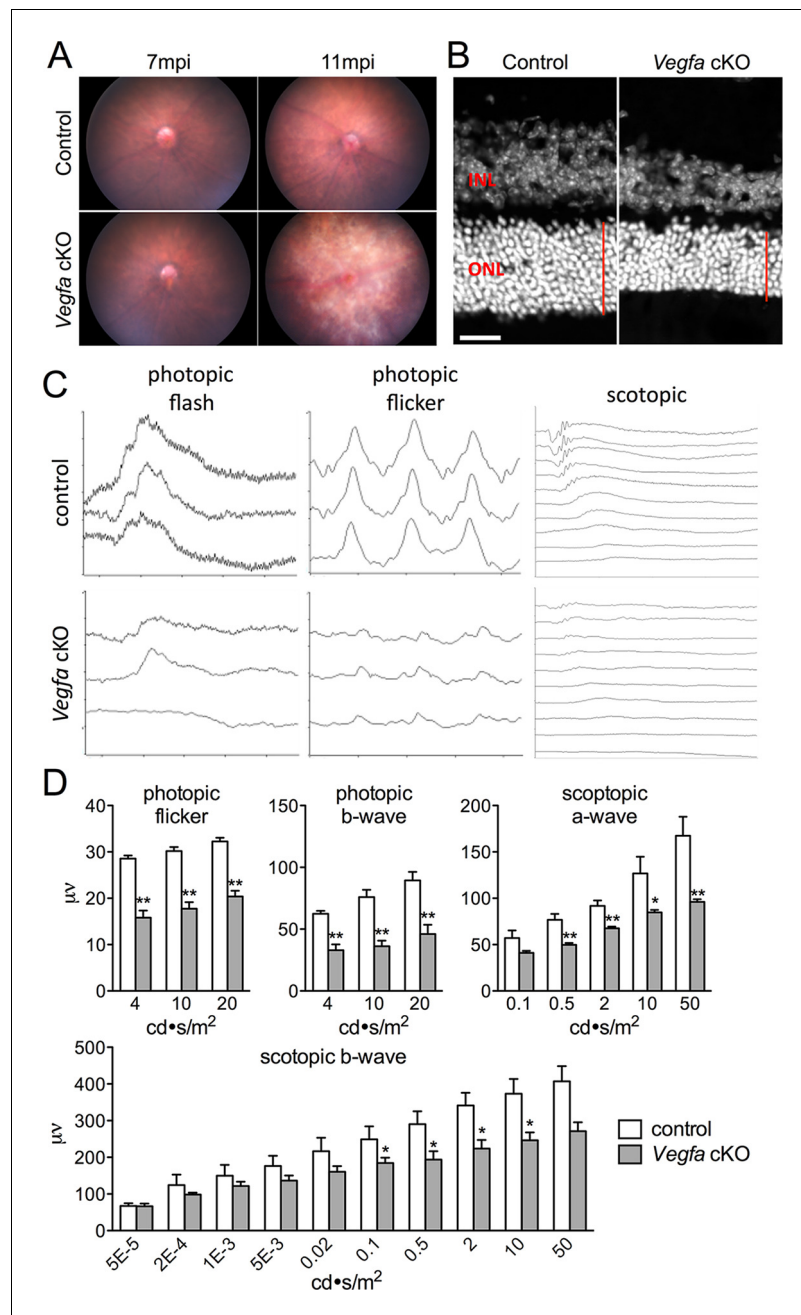 A
7mpi
11mpi
Control
Vegfa cKO
B
Control
Vegfa cKO
INL
ONL
C
photopic
flash
photopic
flicker
scotopic
control
Vegfa cKO
D
photopic
flicker
μν
40
30
20
10
0
** ** **
4 10 20
cd•s/m²
photopic
b-wave
150
100
50
0
** ** **
4 10 20
cd•s/m²
scoptopic
a-wave
200
150
100
50
0
** ** * **
0.1 0.5 2 10 50
cd•s/m²
scotopic b-wave
μν
500
400
300
200
100
0
* * * *
5E-5 2E-4 1E-3 5E-3 0.02 0.1 0.5 2 10 50
cd•s/m²
control
Vegfa cKO